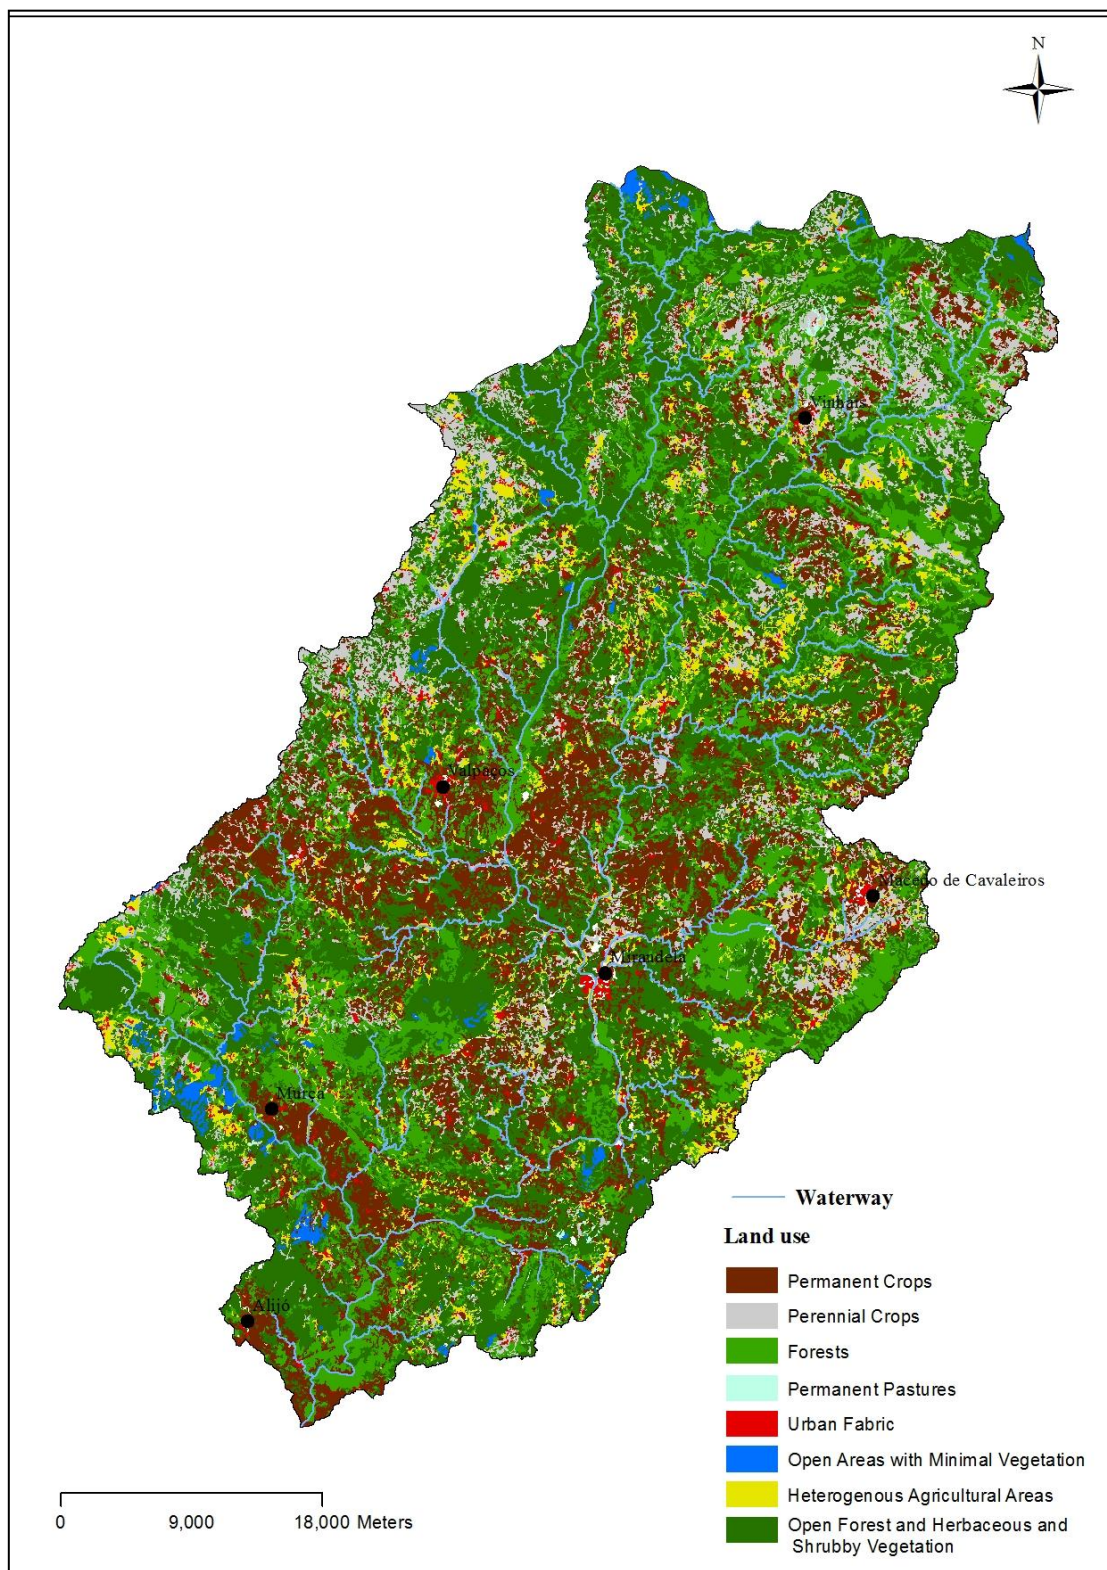 N
Vinhais
Valpaços
Macedo de Cavaleiros
Mirandela
Murça
Alijó
Waterway
Land use
Permanent Crops
Perennial Crops
Forests
Permanent Pastures
Urban Fabric
Open Areas with Minimal Vegetation
Heterogenous Agricultural Areas
Open Forest and Herbaceous and
Shrubby Vegetation
0 9,000 18,000 Meters